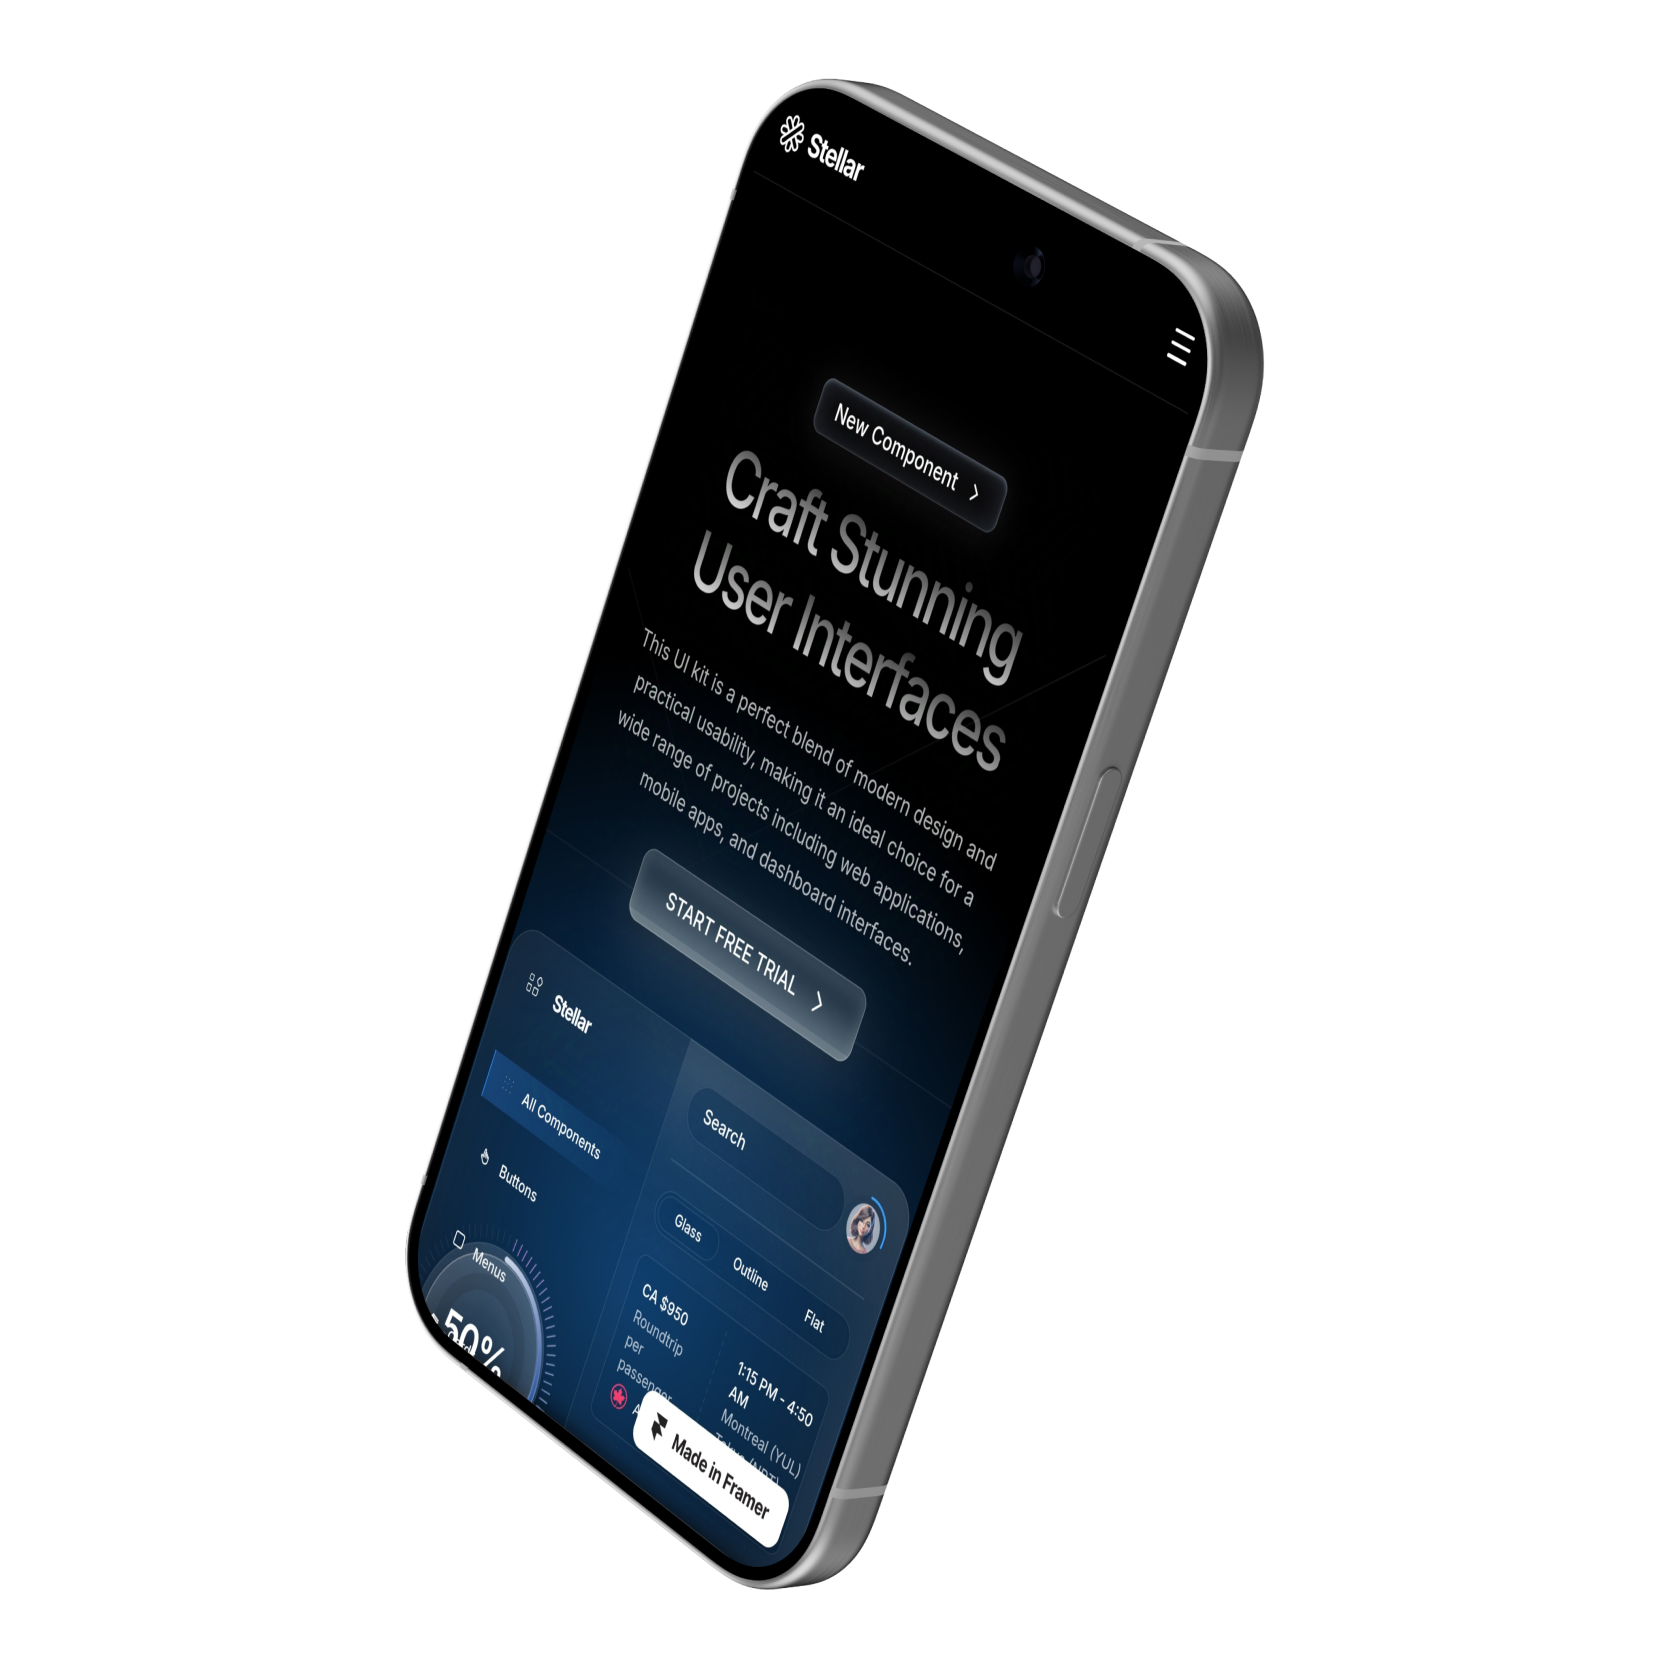 Stellar
New Component
Craft Stunning
User Interfaces
This UI kit is a perfect blend of modern design and
practical usability, making it an ideal choice for a
wide range of projects including web applications,
mobile apps, and dashboard interfaces.
START FREE TRIAL
Stellar
All Components
Buttons
Menus
50%
Search
Glass
Outline
Flat
CA $950
Roundtrip
per
passenger
1:15 PM - 4:50
AM
Montreal (YUL)
Made in Framer